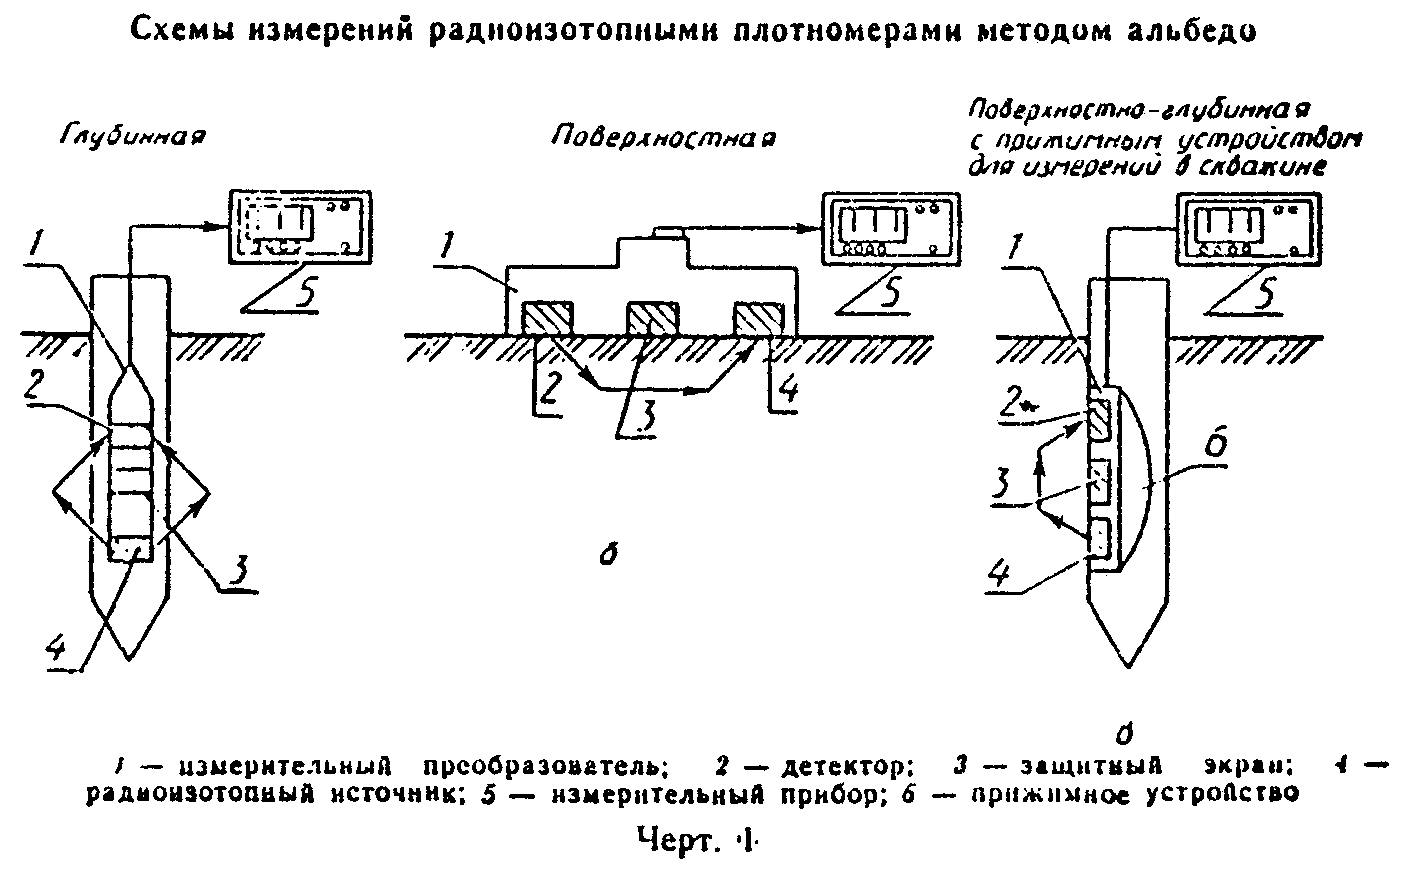 Схемы измерений радиоизотопными плотномерами методом альбедо
Глубинная
Поверхностная
Поверхностно-глубинная
с прижимным устройством
для измерений в скважине
1
5
2
3
4
1
5
2
3
4
б
1
5
2
3
4
6
б
1 — измерительный преобразователь; 2 — детектор; 3 — защитный экран; 4 —
радиоизотопный источник; 5 — измерительный прибор; 6 — прижимное устройство
Черт. 1